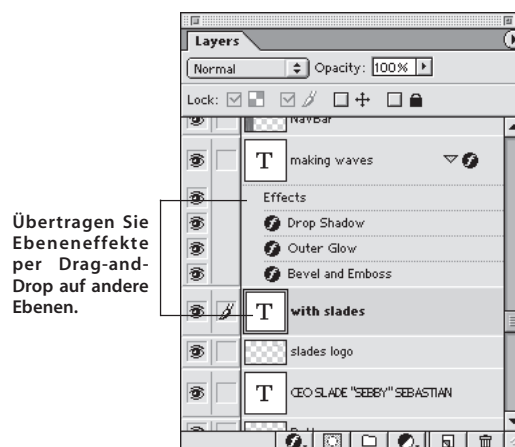 Layers
Normal
Opacity: 100%
Lock:
NavBar
T making waves
Effects
Drop Shadow
Outer Glow
Bevel and Emboss
Übertragen Sie
Ebeneneffekte
per Drag-and-
Drop auf andere
Ebenen.
T with slades
slades logo
T CEO SLADE "SEBBY" SEBASTIAN